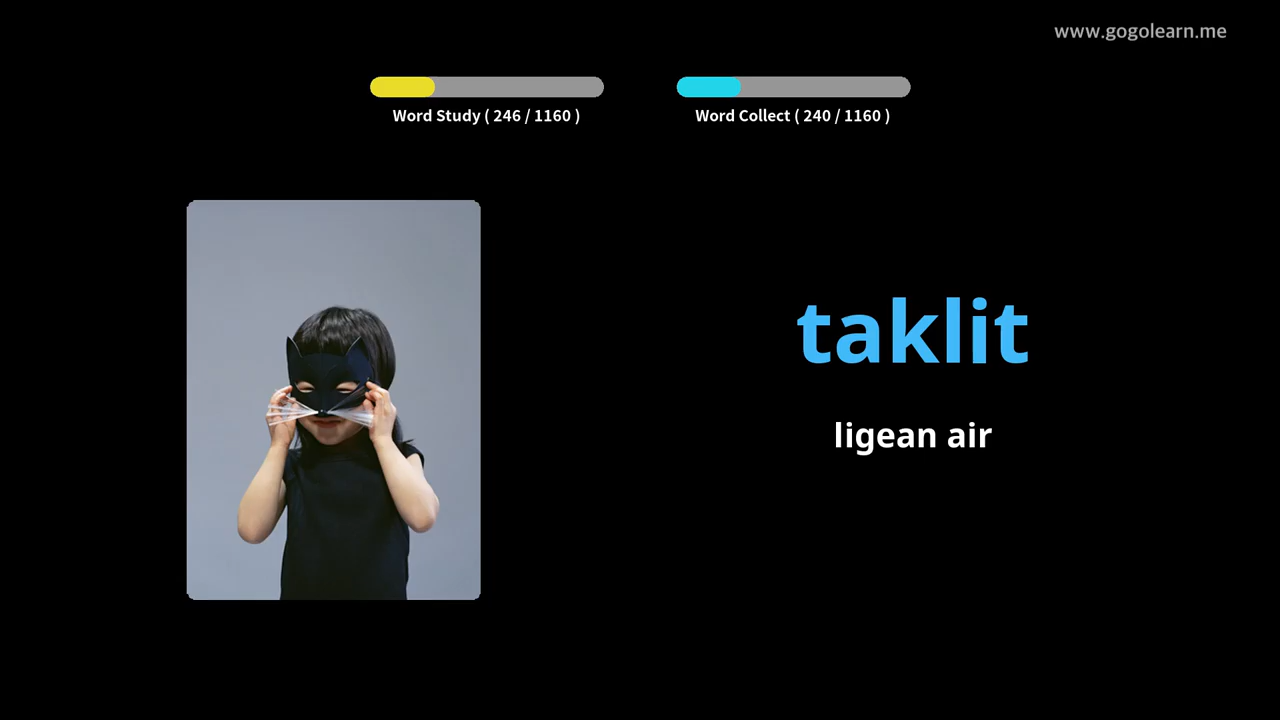 www.gogolearn.me
Word Study ( 246 / 1160 )
Word Collect ( 240 / 1160 )
taklit
ligean air